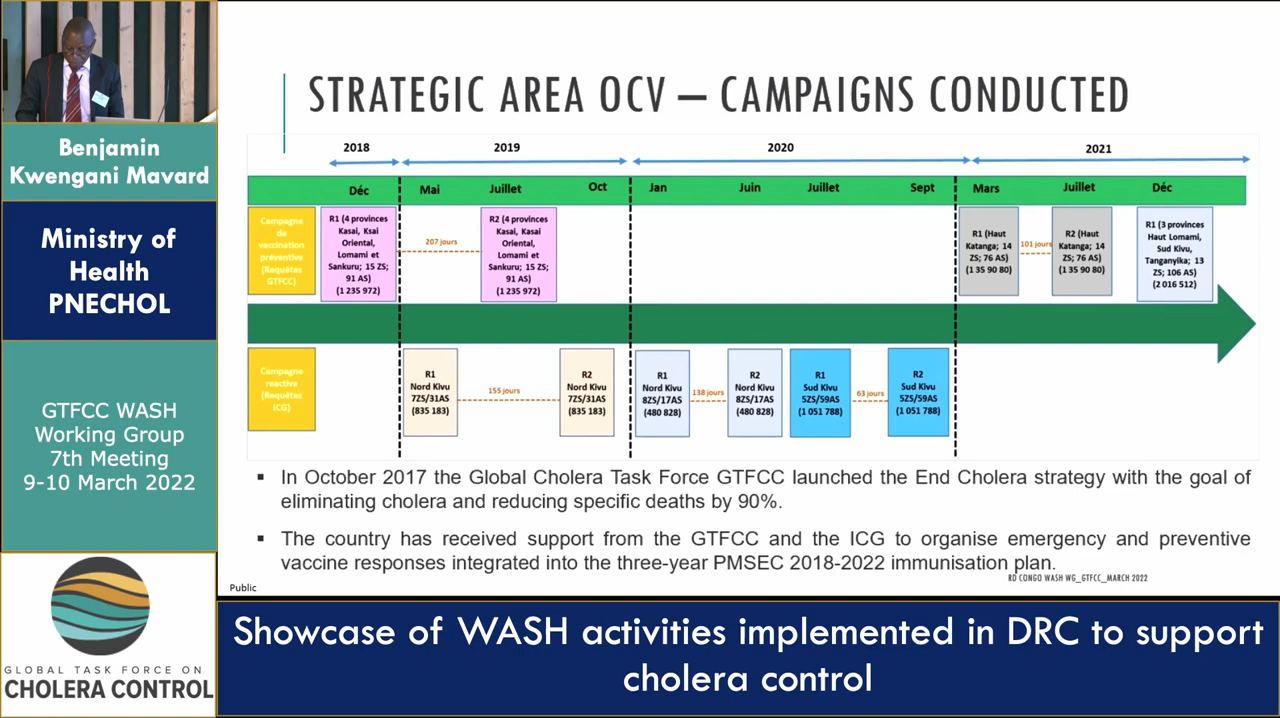 Benjamin
Kwengani Mavard
Ministry of
Health
PNECHOL
GTFCC WASH
Working Group
7th Meeting
9-10 March 2022
GLOBAL TASK FORCE ON
CHOLERA CONTROL
STRATEGIC AREA OCV – CAMPAIGNS CONDUCTED
2018
2019
2020
2021
Déc
Mai
Juillet
Oct
Jan
Juin
Juillet
Sept
Mars
Juillet
Déc
Campagne
de
vaccination
préventive
(Requêtes
GTFCC)
R1 (4 provinces
Kasai, Ksai
Oriental,
Lomami et
Sankuru; 15 ZS;
91 AS)
(1 235 972)
207 jours
R2 (4 provinces
Kasai, Kasai
Oriental,
Lomami et
Sankuru; 15 ZS;
91 AS)
(1 235 972)
R1 (Haut
Katanga; 14
ZS; 76 AS)
(1 35 90 80)
101 jours
R2 (Haut
Katanga; 14
ZS; 76 AS)
(1 35 90 80)
R1 (3 provinces
Haut Lomami,
Sud Kivu,
Tanganyika; 13
ZS; 106 AS)
(2 016 512)
Campagne
reactive
(Requêtes
ICG)
R1
Nord Kivu
7ZS/31AS
(835 183)
155 jours
R2
Nord Kivu
7ZS/31AS
(835 183)
R1
Nord Kivu
8ZS/17AS
(480 828)
138 jours
R2
Nord Kivu
8ZS/17AS
(480 828)
R1
Sud Kivu
5ZS/59AS
(1 051 788)
63 jours
R2
Sud Kivu
5ZS/59AS
(1 051 788)
▪ In October 2017 the Global Cholera Task Force GTFCC launched the End Cholera strategy with the goal of
eliminating cholera and reducing specific deaths by 90%.
▪ The country has received support from the GTFCC and the ICG to organise emergency and preventive
vaccine responses integrated into the three-year PMSEC 2018-2022 immunisation plan.
RD CONGO WASH WG_GTFCC_MARCH 2022
Public
Showcase of WASH activities implemented in DRC to support
cholera control